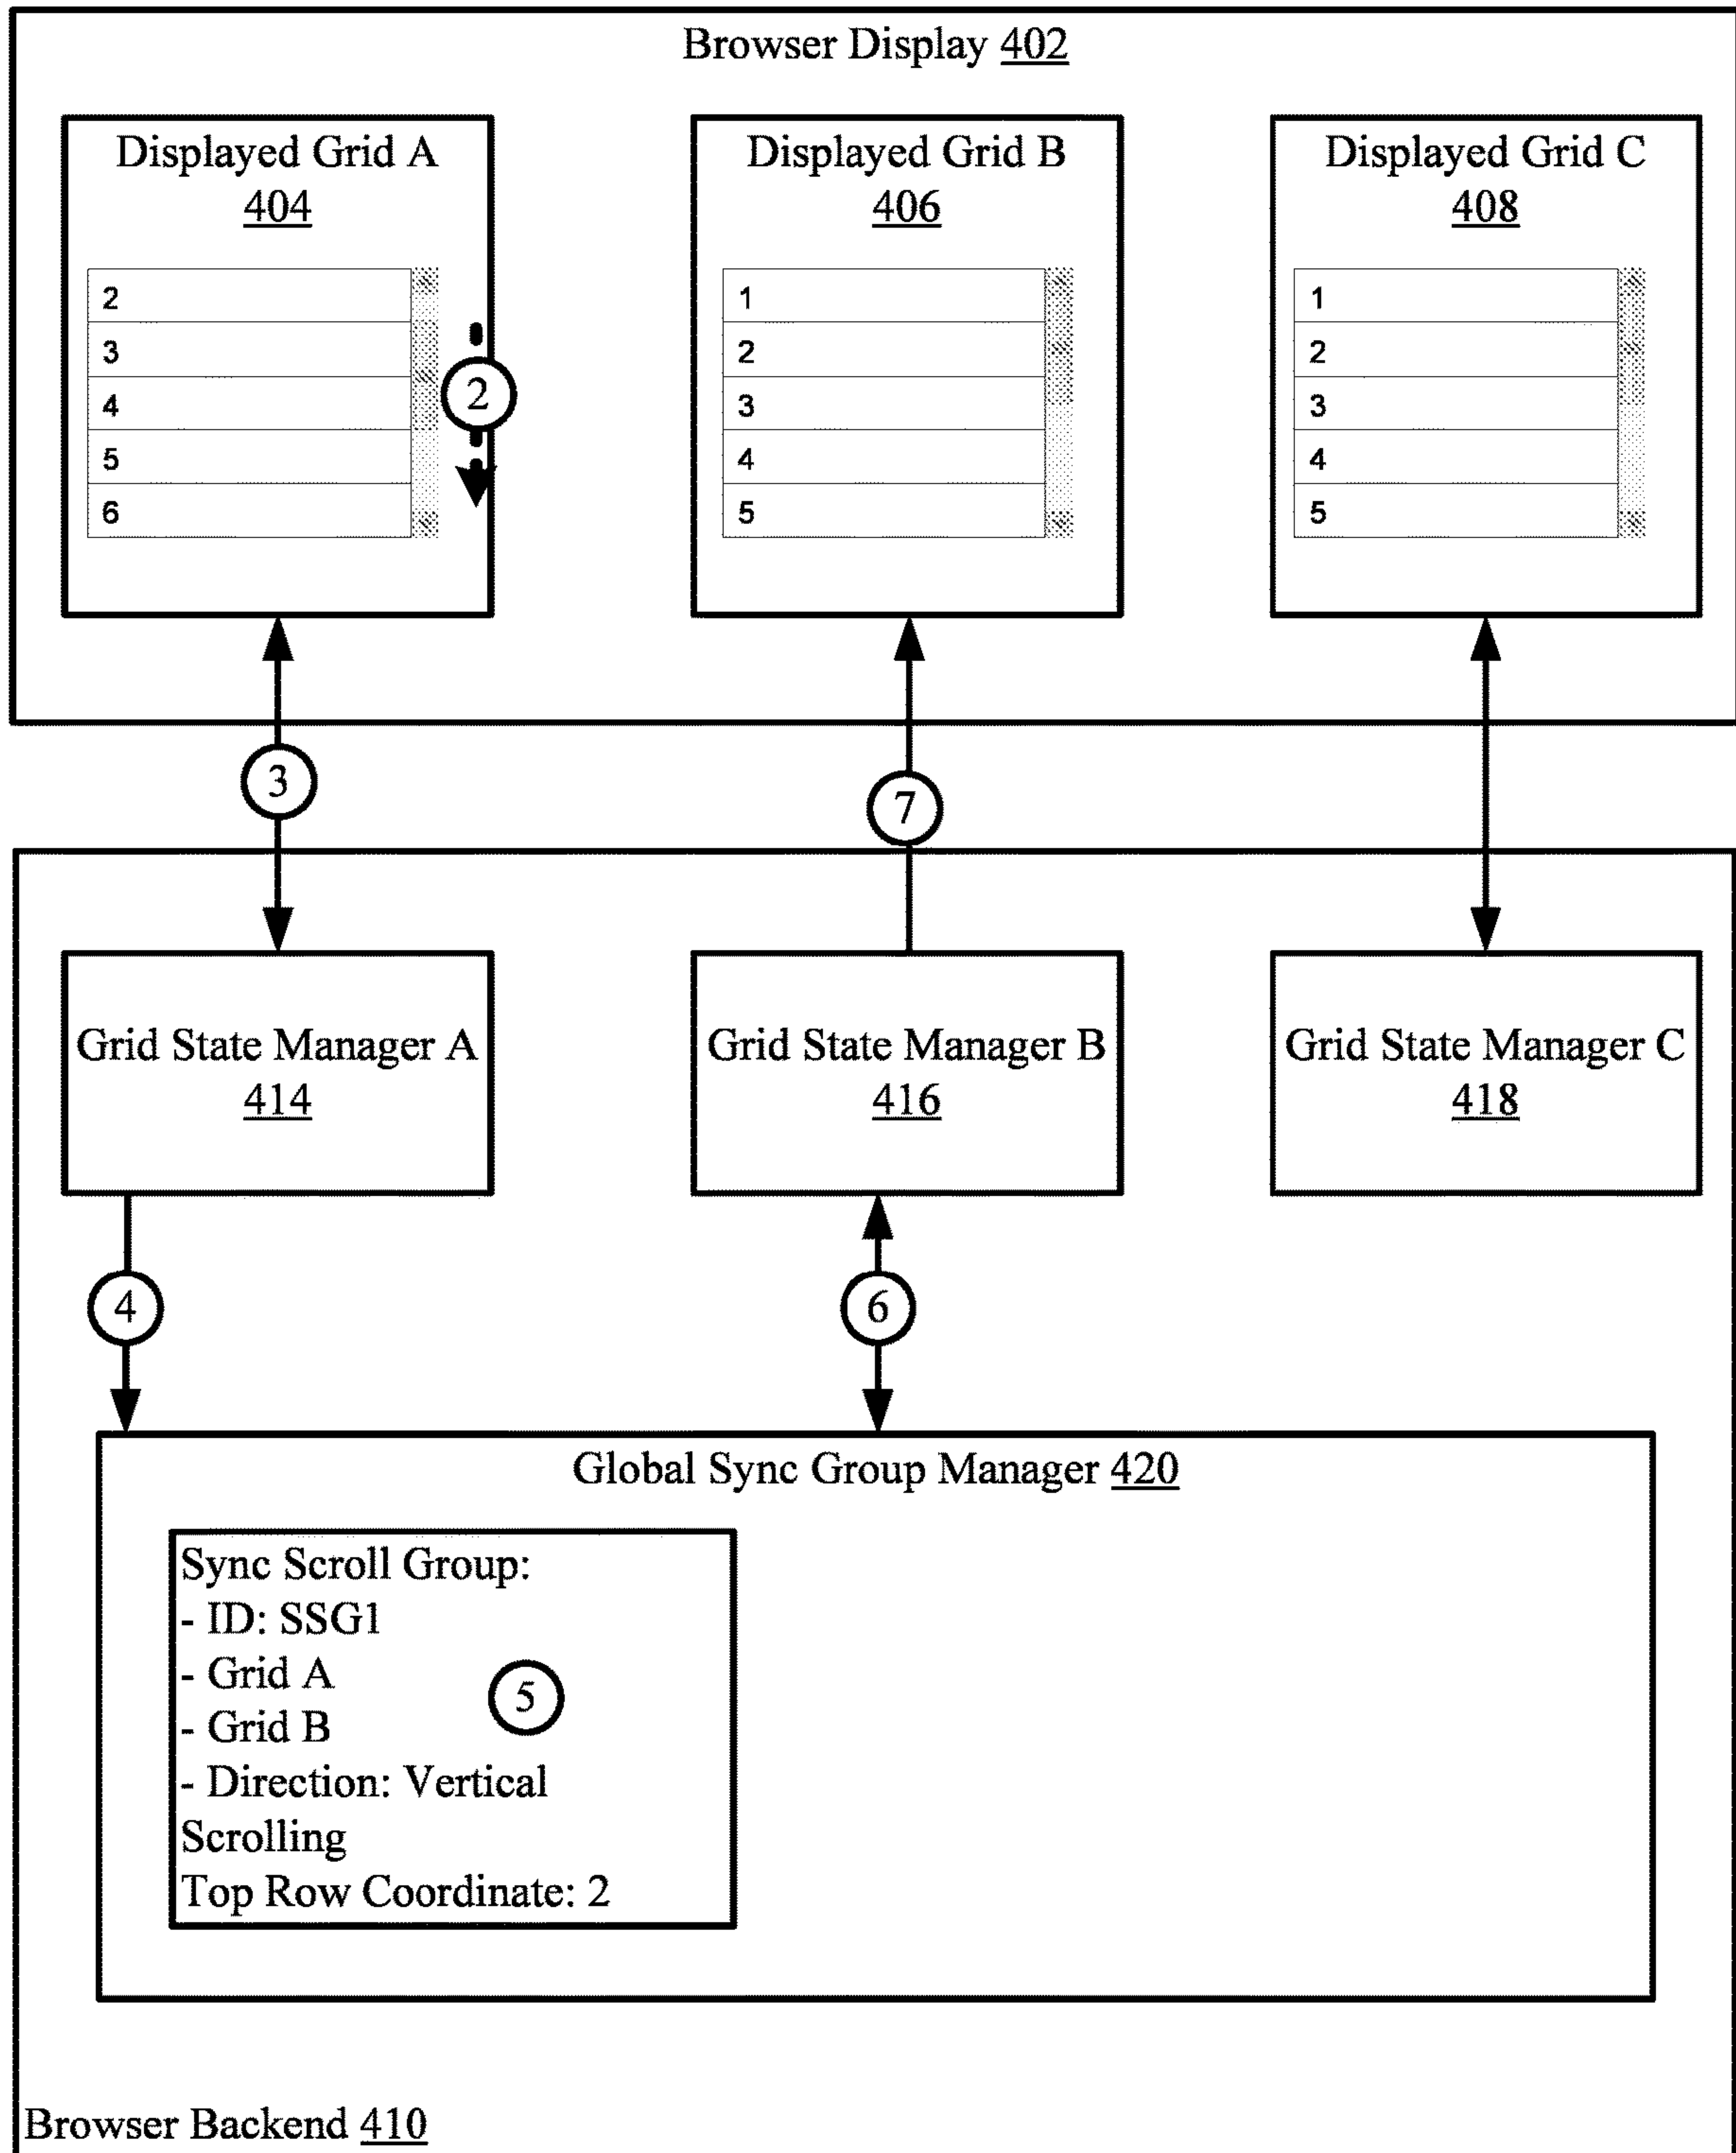 Browser Display 402
Displayed Grid A
404
2
3
4
5
6
2
Displayed Grid B
406
1
2
3
4
5
Displayed Grid C
408
1
2
3
4
5
3
7
Grid State Manager A
414
Grid State Manager B
416
Grid State Manager C
418
4
6
Global Sync Group Manager 420
Sync Scroll Group:
- ID: SSG1
- Grid A
- Grid B
- Direction: Vertical
Scrolling
Top Row Coordinate: 2
5
Browser Backend 410